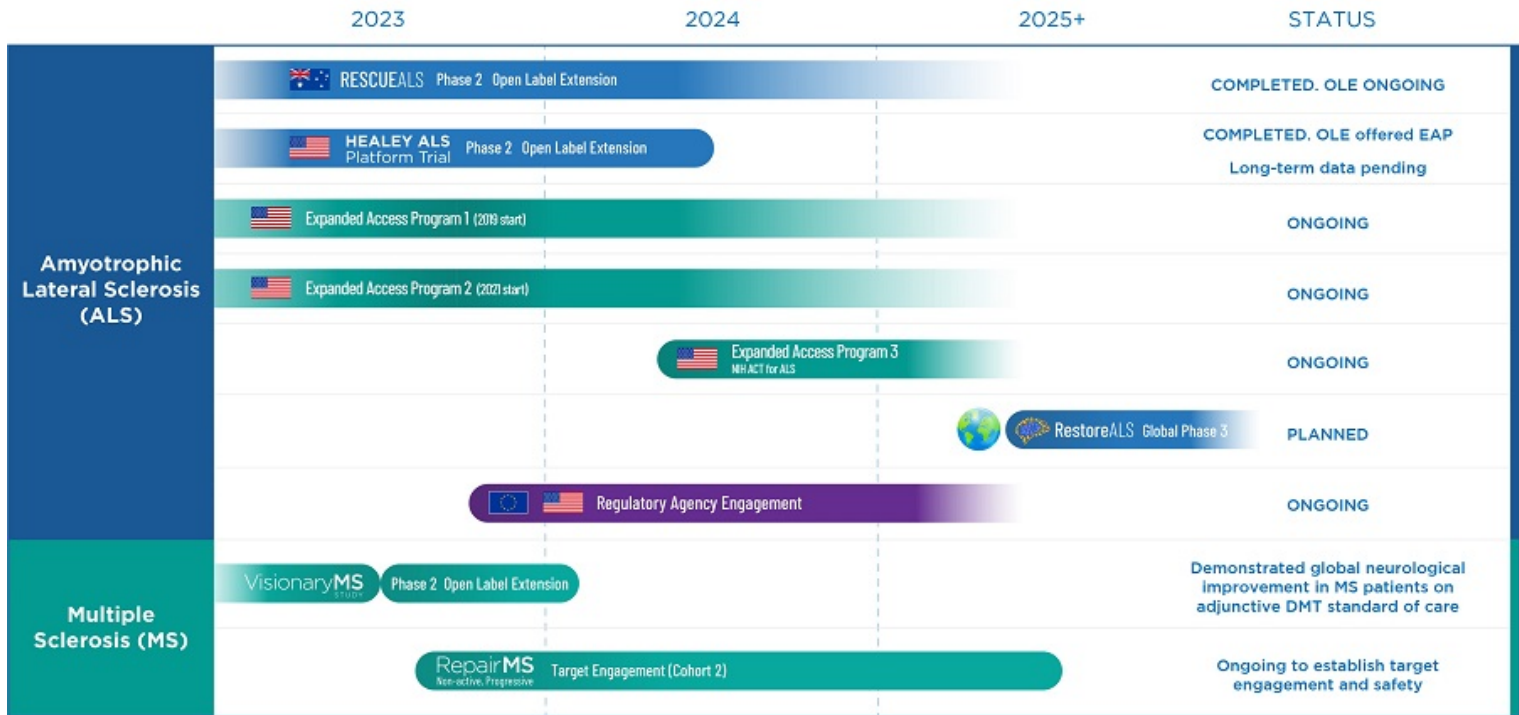 2023 2024 2025+ STATUS
Amyotrophic
Lateral Sclerosis
(ALS)
RESCUEALS Phase 2 Open Label Extension
COMPLETED. OLE ONGOING
HEALEY ALS
Platform Trial
Phase 2 Open Label Extension
COMPLETED. OLE offered EAP
Long-term data pending
Expanded Access Program 1 (2019 start)
ONGOING
Expanded Access Program 2 (2021 start)
ONGOING
Expanded Access Program 3
NIH ACT for ALS
ONGOING
RestoreALS Global Phase 3
PLANNED
Regulatory Agency Engagement
ONGOING
Multiple
Sclerosis (MS)
VisionaryMS
STUDY
Phase 2 Open Label Extension
Demonstrated global neurological
improvement in MS patients on
adjunctive DMT standard of care
RepairMS
Non-active, Progressive
Target Engagement (Cohort 2)
Ongoing to establish target
engagement and safety